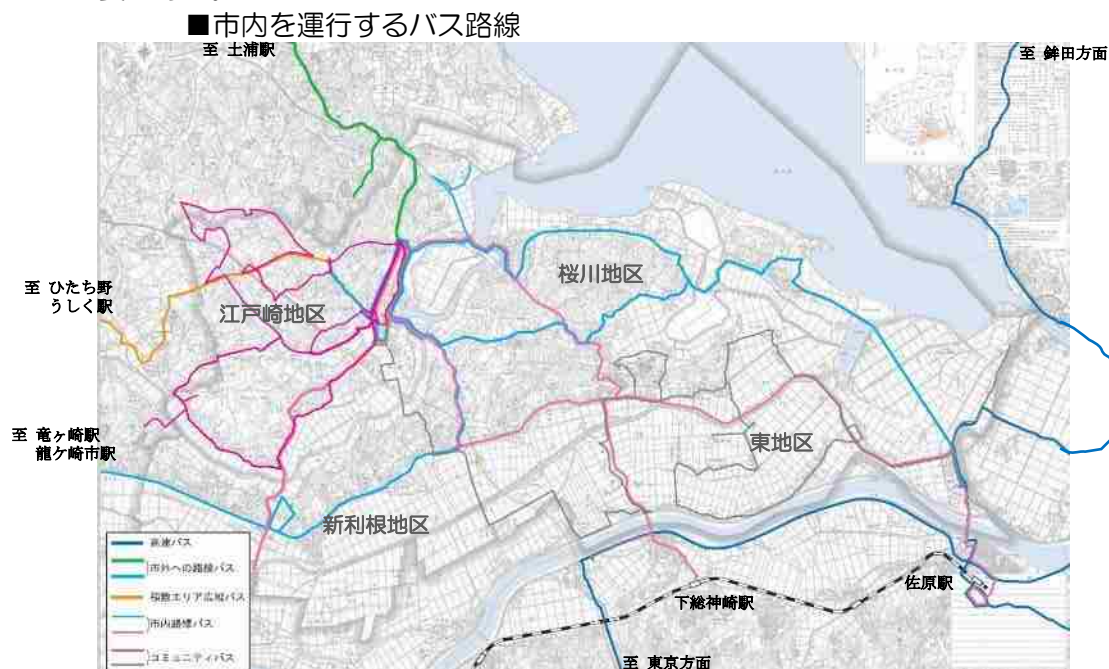 ■市内を運行するバス路線
至 土浦駅
至 鉾田方面
至 ひたち野
うしく駅
江戸崎地区
桜川地区
至 竜ヶ崎駅
龍ケ崎市駅
東地区
新利根地区
高速バス
市外への路線バス
稲敷エリア広域バス
市内路線バス
コミュニティバス
佐原駅
下総神崎駅
至 東京方面